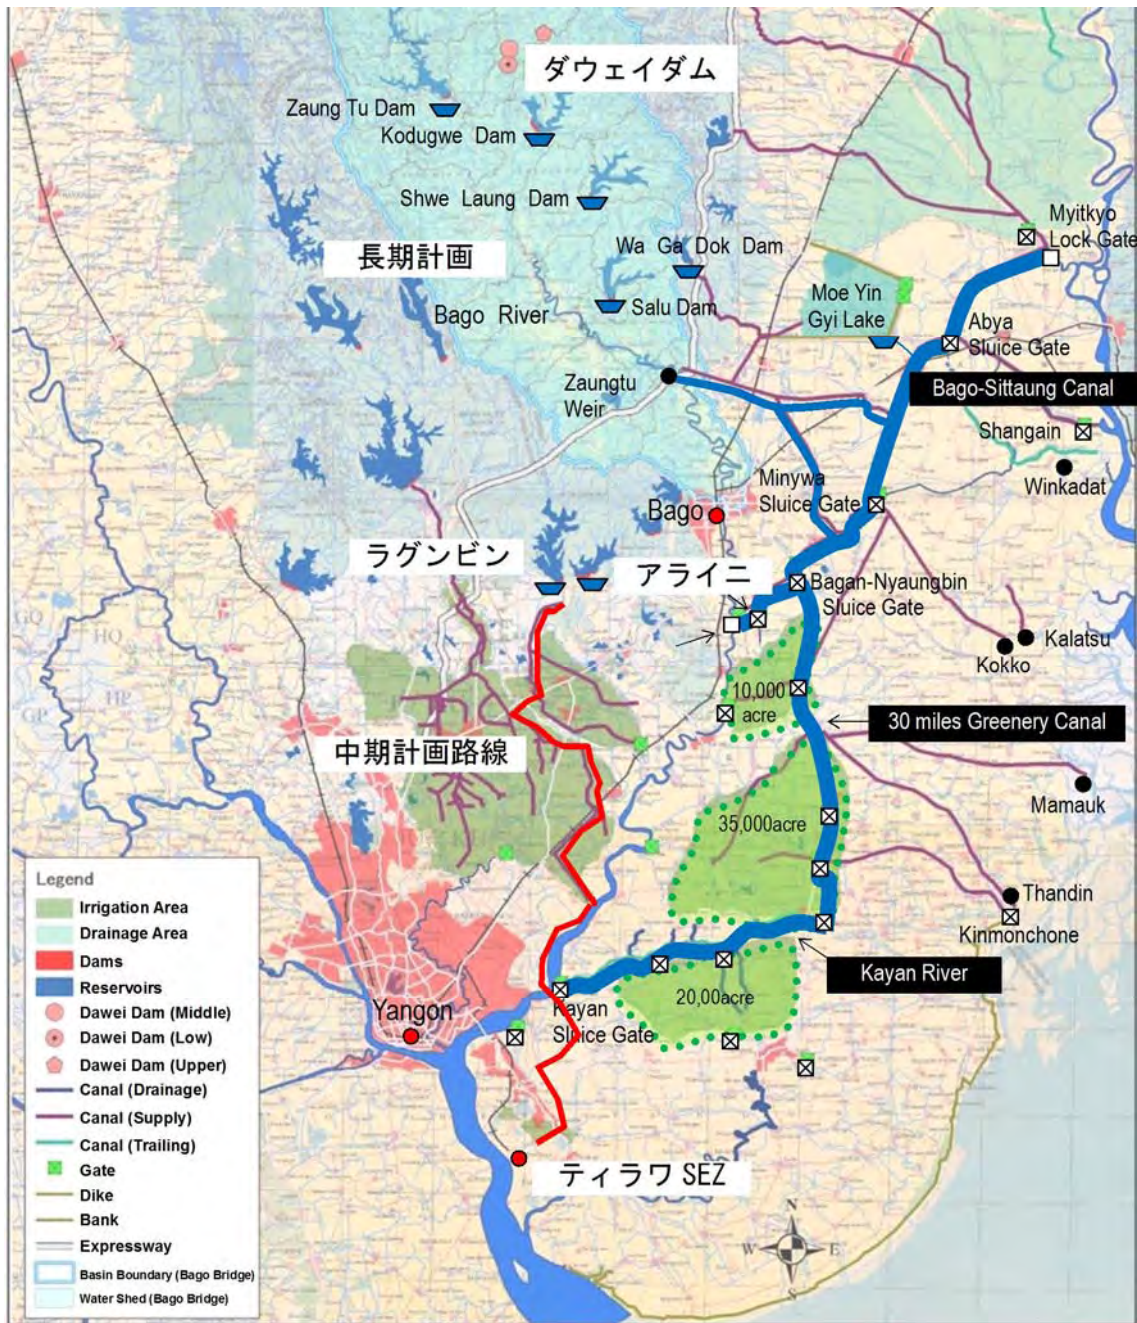 ダウェイダム
Zaung Tu Dam
Kodugwe Dam
Shwe Laung Dam
Myitkyo
Lock Gate
長期計画
Wa Ga Dok Dam
Moe Yin
Gyi Lake
Bago River
Salu Dam
Abya
Sluice Gate
Zaungtu
Weir
Bago-Sittaung Canal
Shangain
Minywa
Sluice Gate
Winkadat
Bago
ラグンビン
アライニ
Bagan-Nyaungbin
Sluice Gate
Kalatsu
Kokko
10,000
acre
30 miles Greenery Canal
中期計画路線
Mamauk
35,000acre
Thandin
Kinmonchone
Kayan River
20,00acre
Kayan
Sluice Gate
Yangon
ティラワ SEZ
Legend
Irrigation Area
Drainage Area
Dams
Reservoirs
Dawei Dam (Middle)
Dawei Dam (Low)
Dawei Dam (Upper)
Canal (Drainage)
Canal (Supply)
Canal (Trailing)
Gate
Dike
Bank
Expressway
Basin Boundary (Bago Bridge)
Water Shed (Bago Bridge)
N
W
E
S
GQ
HQ
GP
HP